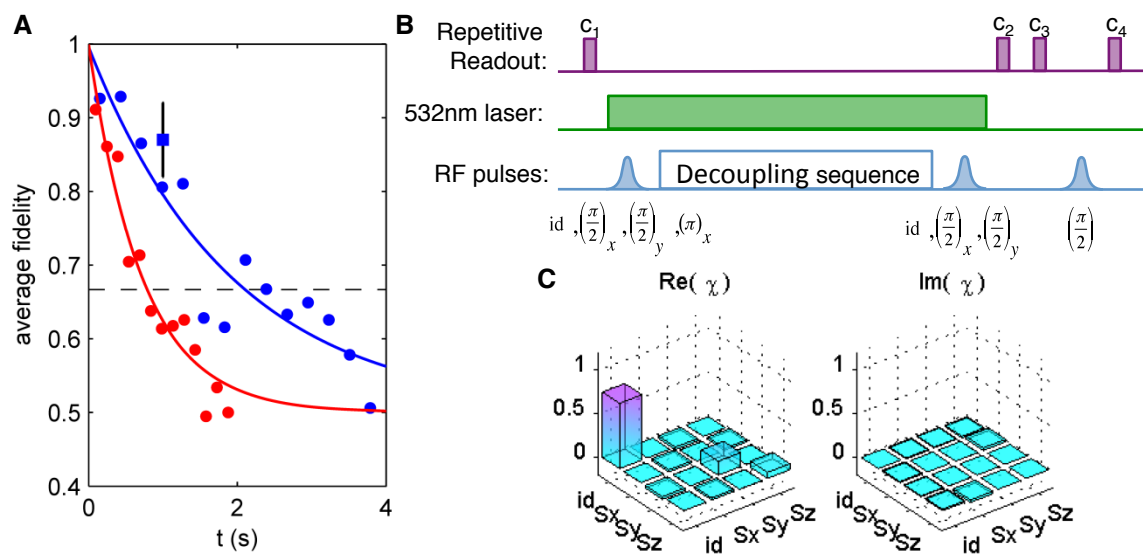 A
1
0.9
0.8
0.7
0.6
0.5
0.4
0
2
4
average fidelity
t (s)
B
Repetitive
Readout:
c1
c2
c3
c4
532nm laser:
RF pulses:
Decoupling sequence
id ,(π/2)x ,(π/2)y ,(π)x
id ,(π/2)x ,(π/2)y
(π/2)
C
Re( χ )
1
0.5
0
id
Sx
Sy
Sz
id
Sx
Sy
Sz
Im( χ )
1
0.5
0
id
Sx
Sy
Sz
id
Sx
Sy
Sz